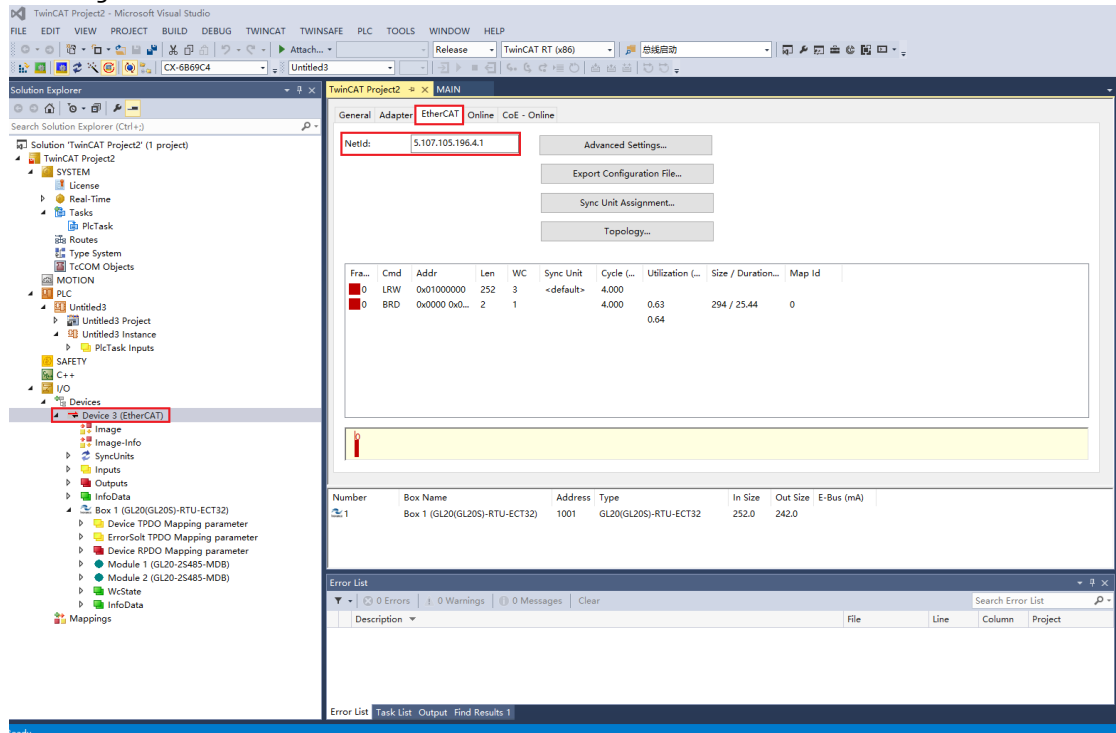 TwinCAT Project2 - Microsoft Visual Studio
FILE EDIT VIEW PROJECT BUILD DEBUG TWINCAT TWINSAFE PLC TOOLS WINDOW HELP
Attach... Release TwinCAT RT (x86) 总线启动
CX-6B69C4 Untitled3
Solution Explorer
Search Solution Explorer (Ctrl+;)
Solution 'TwinCAT Project2' (1 project)
TwinCAT Project2
SYSTEM
License
Real-Time
Tasks
PlcTask
Routes
Type System
TcCOM Objects
MOTION
PLC
Untitled3
Untitled3 Project
Untitled3 Instance
PlcTask Inputs
SAFETY
C++
I/O
Devices
Device 3 (EtherCAT)
Image
Image-Info
SyncUnits
Inputs
Outputs
InfoData
Box 1 (GL20(GL20S)-RTU-ECT32)
Device TPDO Mapping parameter
ErrorSolt TPDO Mapping parameter
Device RPDO Mapping parameter
Module 1 (GL20-2S485-MDB)
Module 2 (GL20-2S485-MDB)
WcState
InfoData
Mappings
TwinCAT Project2 MAIN
General Adapter EtherCAT Online CoE - Online
NetId: 5.107.105.196.4.1
Advanced Settings...
Export Configuration File...
Sync Unit Assignment...
Topology...
Fra... Cmd Addr Len WC Sync Unit Cycle (... Utilization (... Size / Duration... Map Id
0 LRW 0x01000000 252 3 <default> 4.000
0 BRD 0x0000 0x0... 2 1 4.000 0.63 294 / 25.44 0
0.64
0
Number Box Name Address Type In Size Out Size E-Bus (mA)
1 Box 1 (GL20(GL20S)-RTU-ECT32) 1001 GL20(GL20S)-RTU-ECT32 252.0 242.0
Error List
0 Errors 0 Warnings 0 Messages Clear Search Error List
Description File Line Column Project
Error List Task List Output Find Results 1